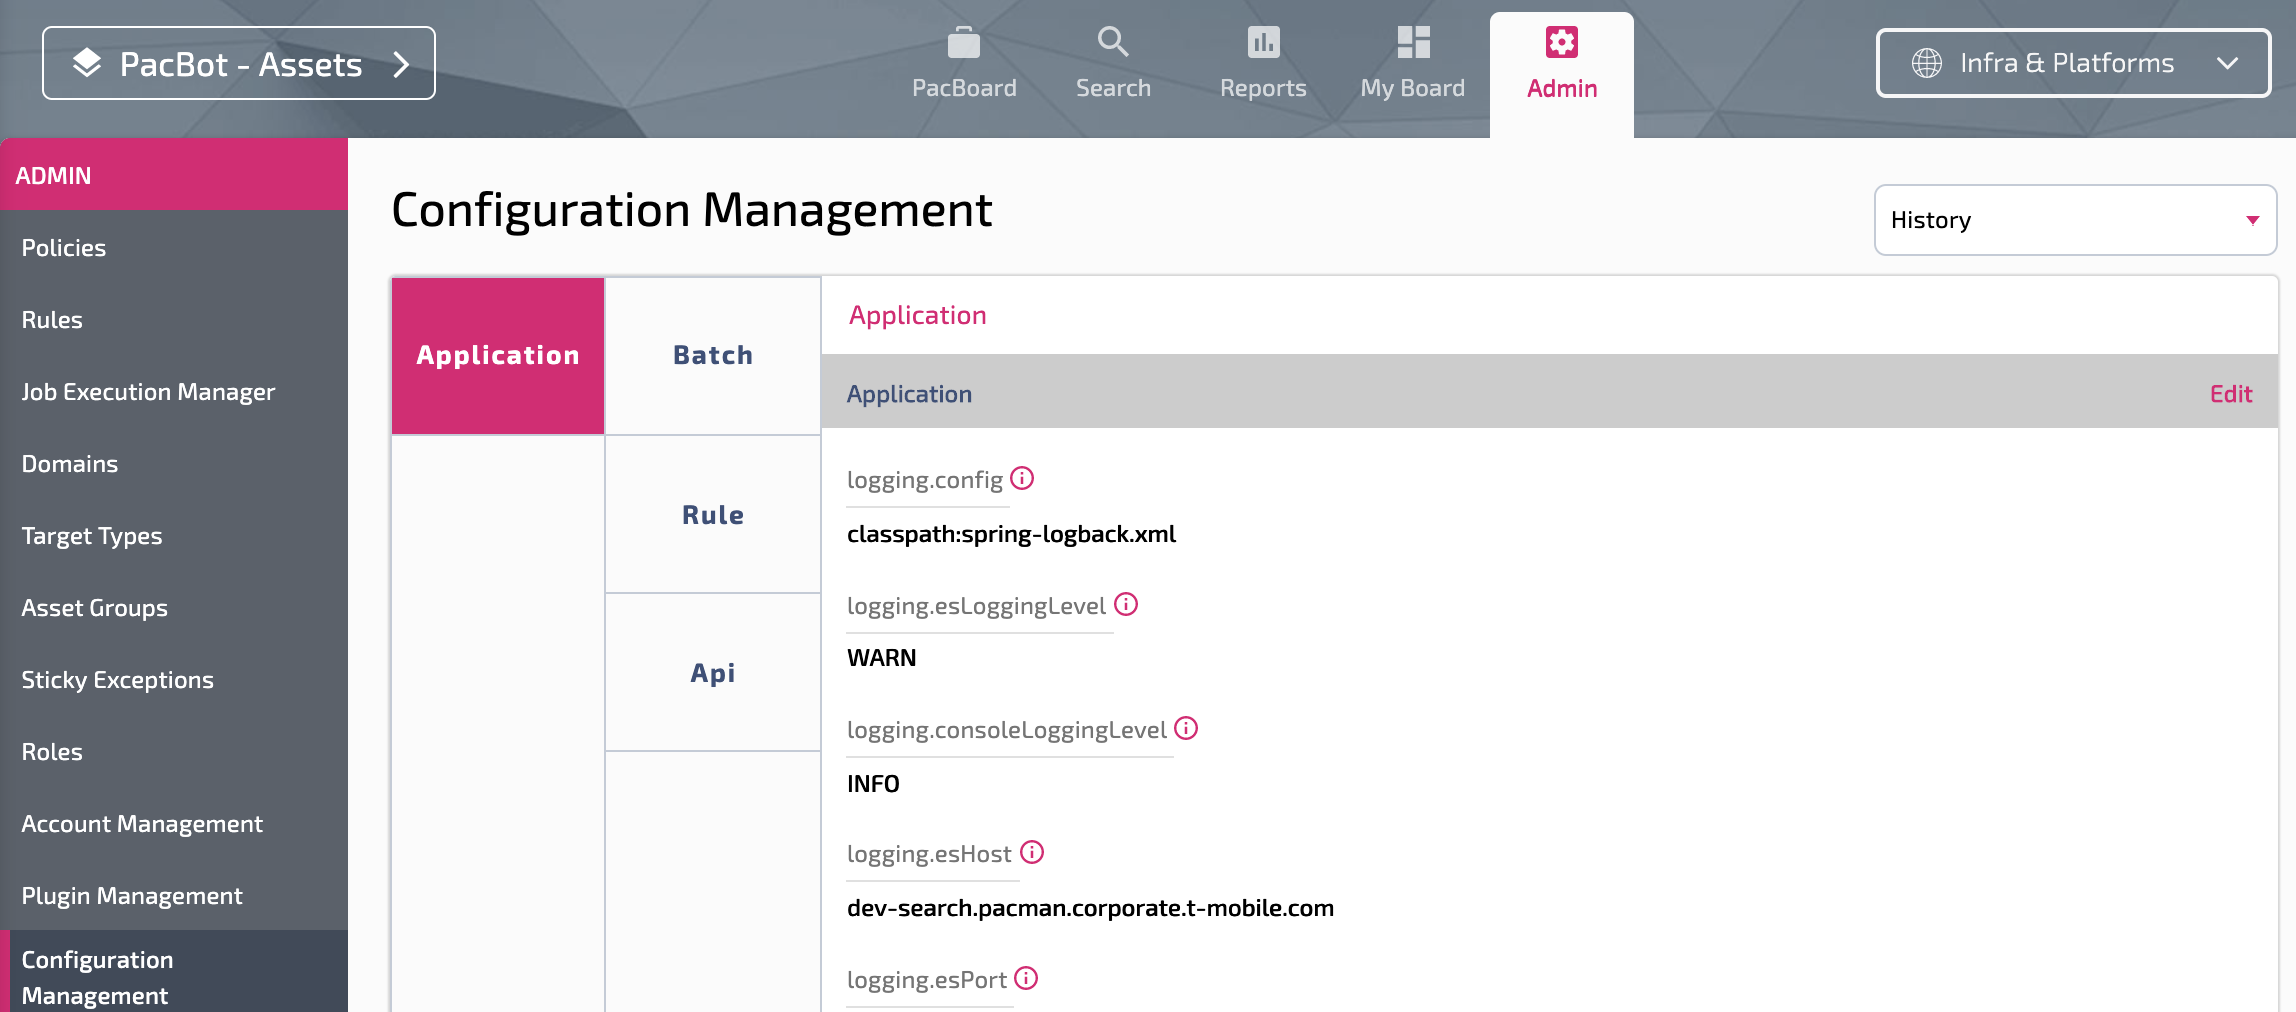 PacBot - Assets
PacBoard
Search
Reports
My Board
Admin
Infra & Platforms
ADMIN
Policies
Rules
Job Execution Manager
Domains
Target Types
Asset Groups
Sticky Exceptions
Roles
Account Management
Plugin Management
Configuration
Management
Configuration Management
History
Application
Batch
Rule
Api
Application
Application
Edit
logging.config
classpath:spring-logback.xml
logging.esLoggingLevel
WARN
logging.consoleLoggingLevel
INFO
logging.esHost
dev-search.pacman.corporate.t-mobile.com
logging.esPort